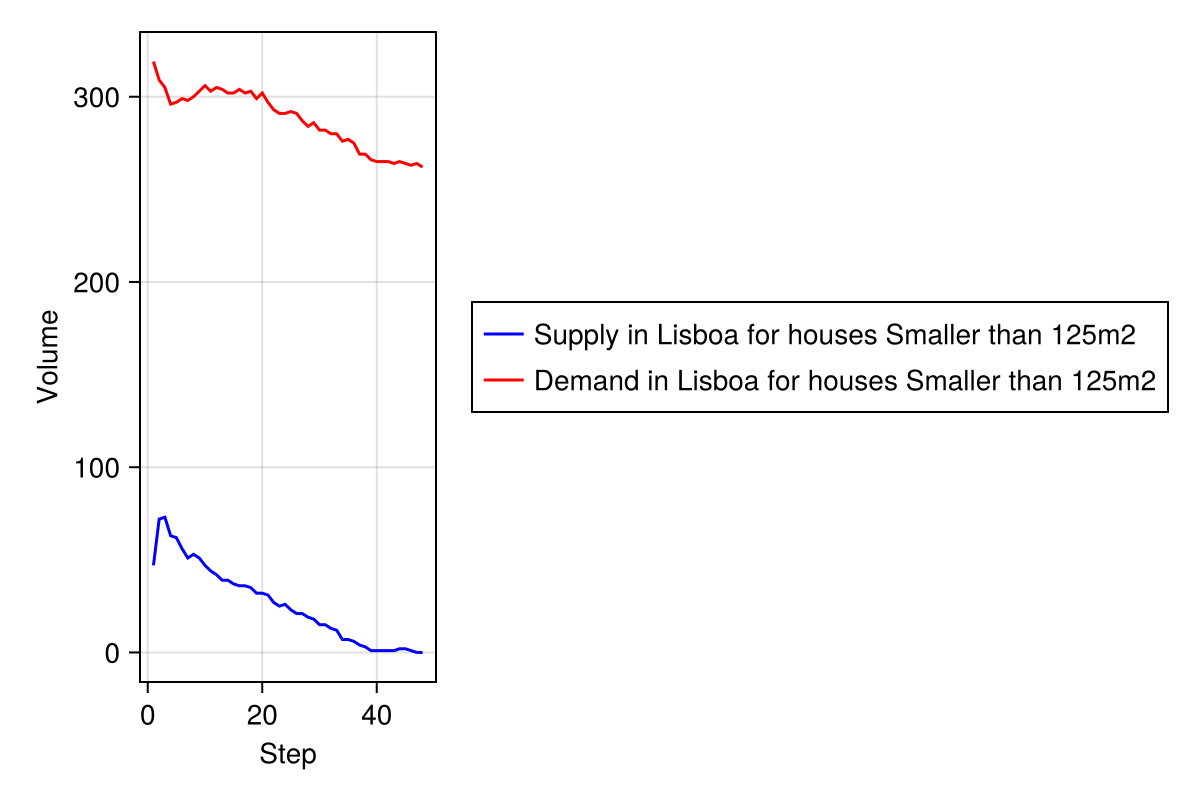 Volume
300
200
100
0
0 20 40
Step
Supply in Lisboa for houses Smaller than 125m2
Demand in Lisboa for houses Smaller than 125m2